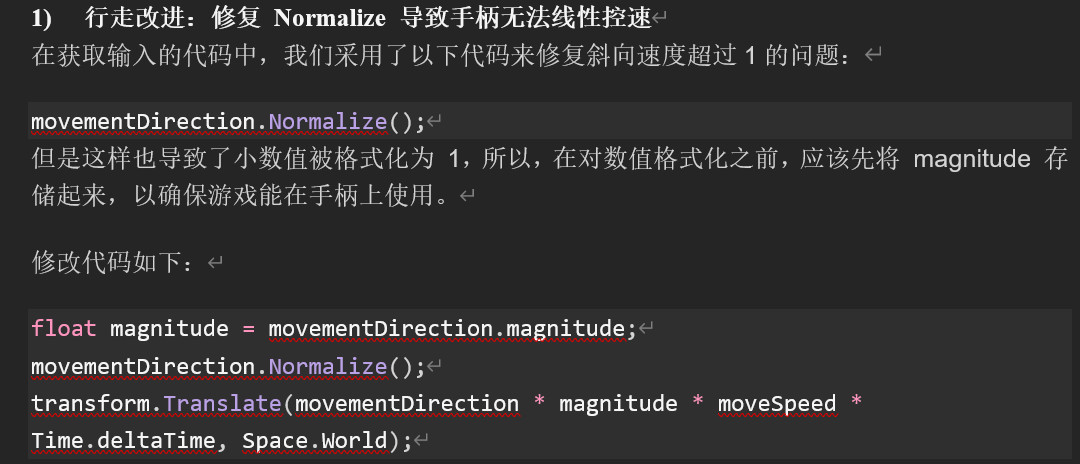 1) 行走改进：修复 Normalize 导致手柄无法线性控速↵
在获取输入的代码中，我们采用了以下代码来修复斜向速度超过 1 的问题：↵
movementDirection.Normalize();↵
但是这样也导致了小数值被格式化为 1，所以，在对数值格式化之前，应该先将 magnitude 存
储起来，以确保游戏能在手柄上使用。↵
修改代码如下：↵
float magnitude = movementDirection.magnitude;↵
movementDirection.Normalize();↵
transform.Translate(movementDirection * magnitude * moveSpeed *
Time.deltaTime, Space.World);↵